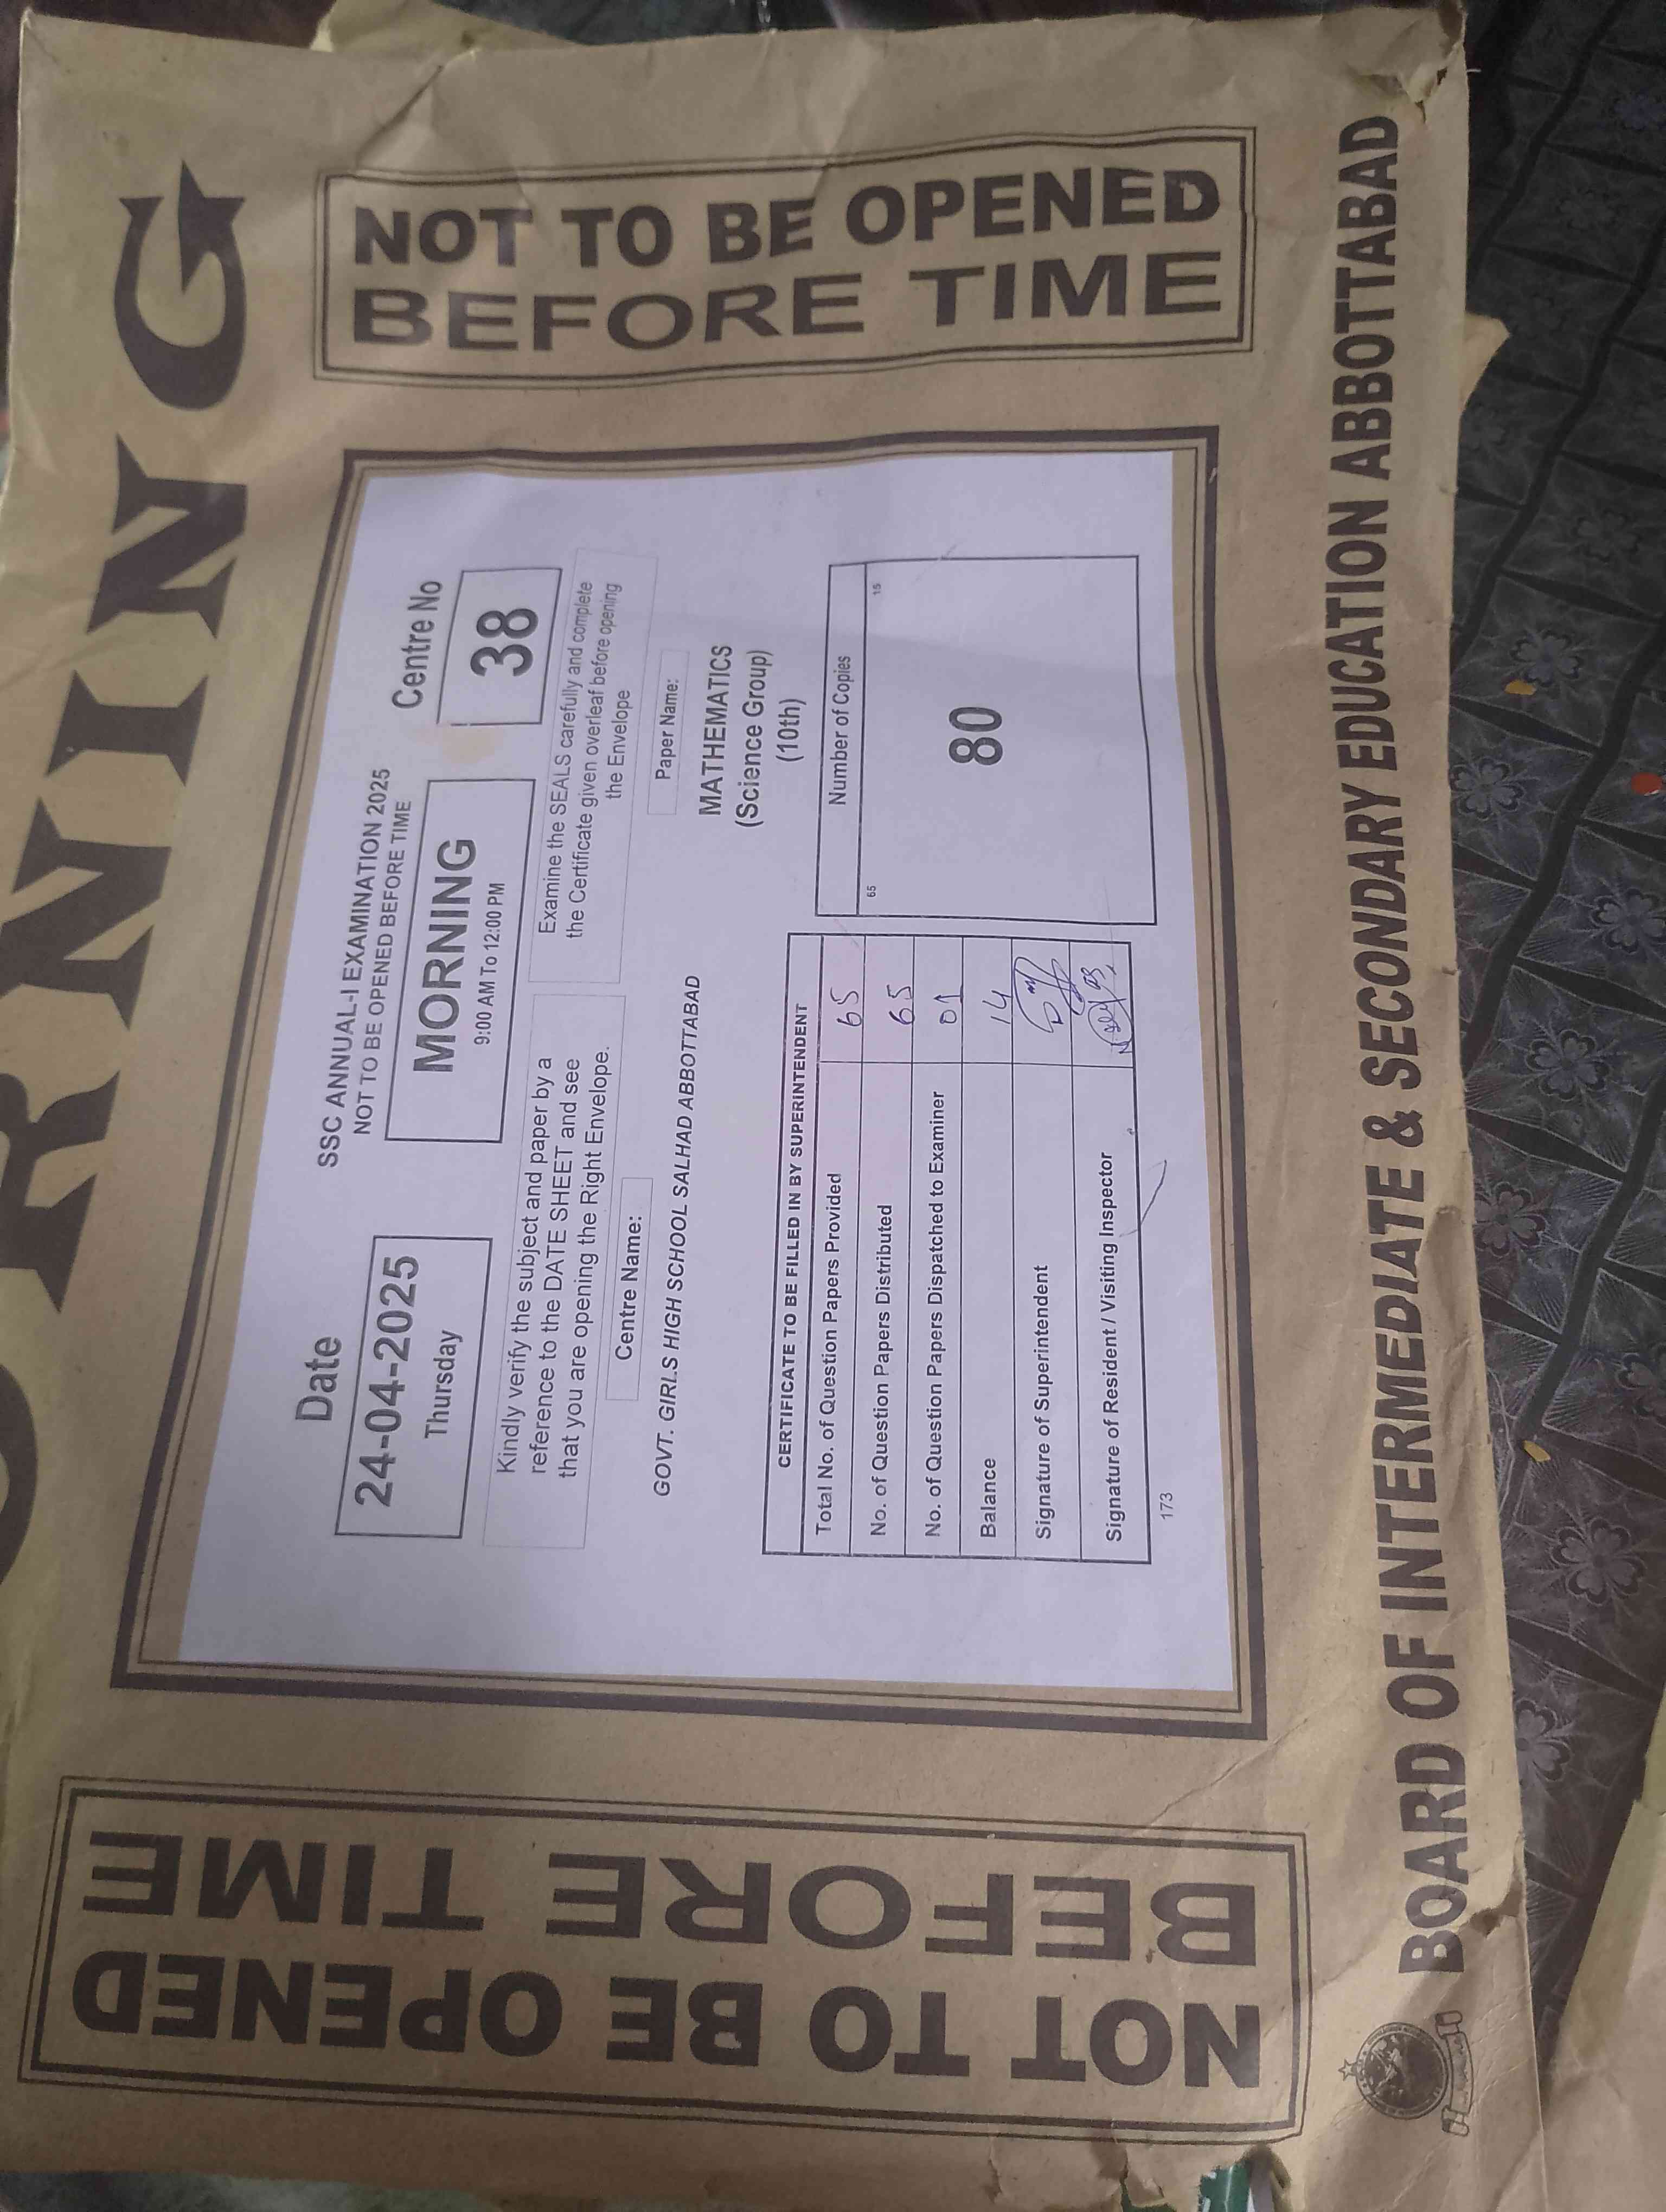 MORNING
NOT TO BE OPENED
BEFORE TIME
Date
24-04-2025
Thursday
SSC ANNUAL-I EXAMINATION 2025
NOT TO BE OPENED BEFORE TIME
MORNING
9:00 AM To 12:00 PM
Centre No
38
Kindly verify the subject and paper by a
reference to the DATE SHEET and see
that you are opening the Right Envelope.
Examine the SEALS carefully and complete
the Certificate given overleaf before opening
the Envelope
Centre Name:
GOVT. GIRLS HIGH SCHOOL SALHAD ABBOTTABAD
Paper Name:
MATHEMATICS
(Science Group)
(10th)
CERTIFICATE TO BE FILLED IN BY SUPERINTENDENT
Total No. of Question Papers Provided 65
No. of Question Papers Distributed 65
No. of Question Papers Dispatched to Examiner 01
Balance 14
Signature of Superintendent
Signature of Resident / Visiting Inspector
173
Number of Copies
65 15
80
NOT TO BE OPENED
BEFORE TIME
BOARD OF INTERMEDIATE & SECONDARY EDUCATION ABBOTTABAD